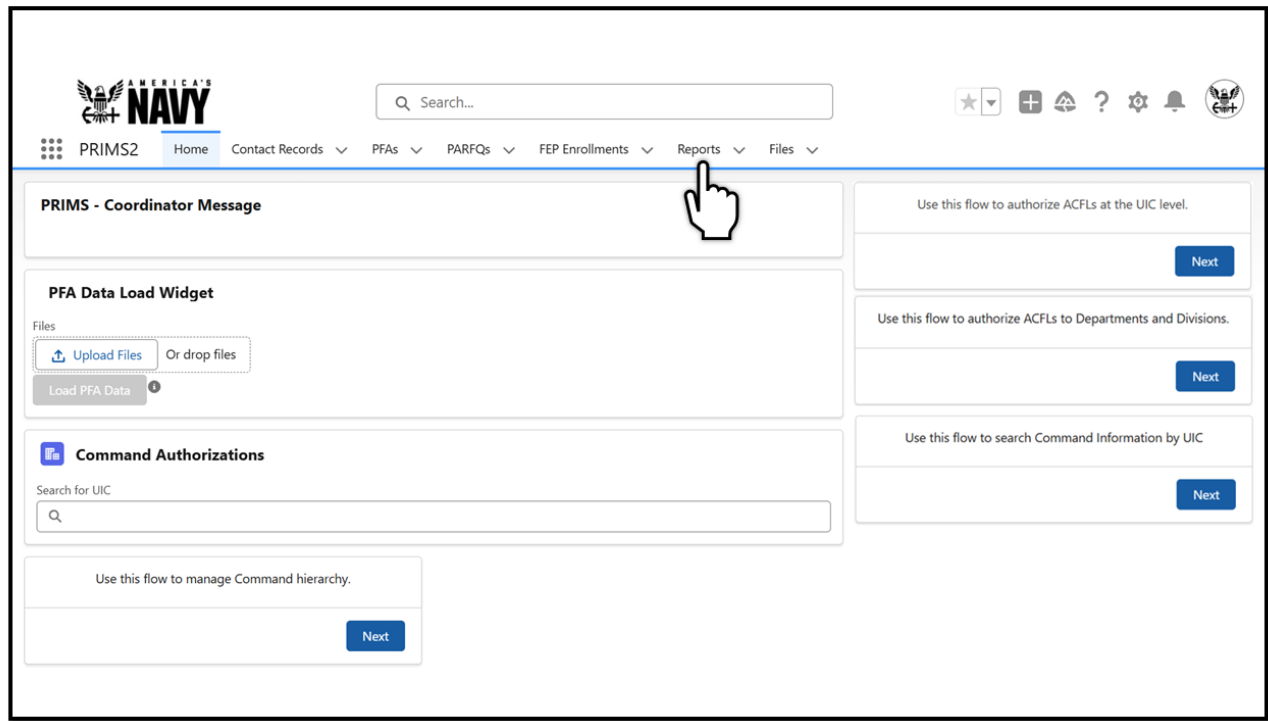 AMERICA'S
NAVY
Search...
PRIMS2 Home Contact Records PFAs PARFQs FEP Enrollments Reports Files
PRIMS - Coordinator Message
PFA Data Load Widget
Files
Upload Files Or drop files
Load PFA Data
Command Authorizations
Search for UIC
Use this flow to manage Command hierarchy.
Next
Use this flow to authorize ACFLs at the UIC level.
Next
Use this flow to authorize ACFLs to Departments and Divisions.
Next
Use this flow to search Command Information by UIC
Next